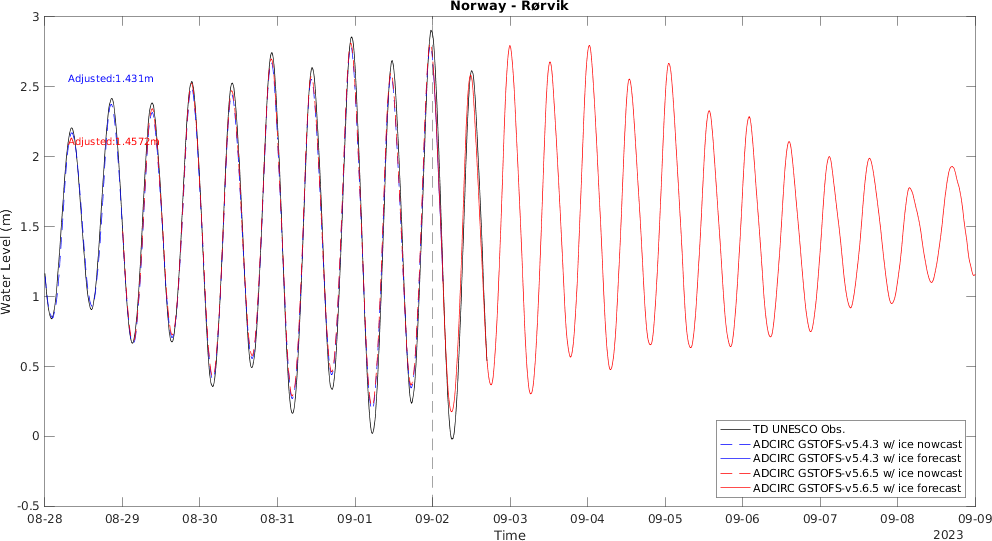 Norway - Rørvik
3
2.5
2
1.5
1
0.5
0
-0.5
Water Level (m)
Adjusted:1.431m
Adjusted:1.4572m
TD UNESCO Obs.
ADCIRC GSTOFS-v5.4.3 w/ ice nowcast
ADCIRC GSTOFS-v5.4.3 w/ ice forecast
ADCIRC GSTOFS-v5.6.5 w/ ice nowcast
ADCIRC GSTOFS-v5.6.5 w/ ice forecast
08-28 08-29 08-30 08-31 09-01 09-02 09-03 09-04 09-05 09-06 09-07 09-08 09-09
Time
2023